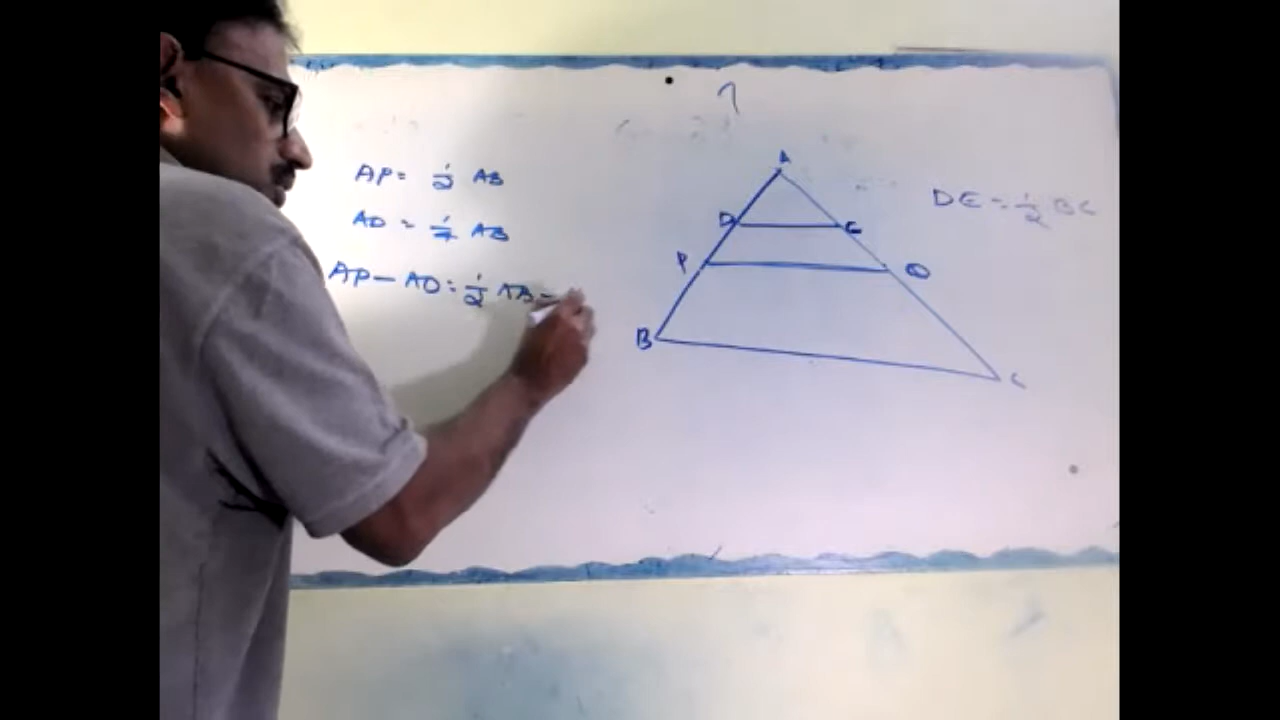 AP = 1/2 AB
AD = 1/4 AB
AP - AD = 1/2 AB -
A
D
E
P
Q
B
C
DE = 1/2 BC